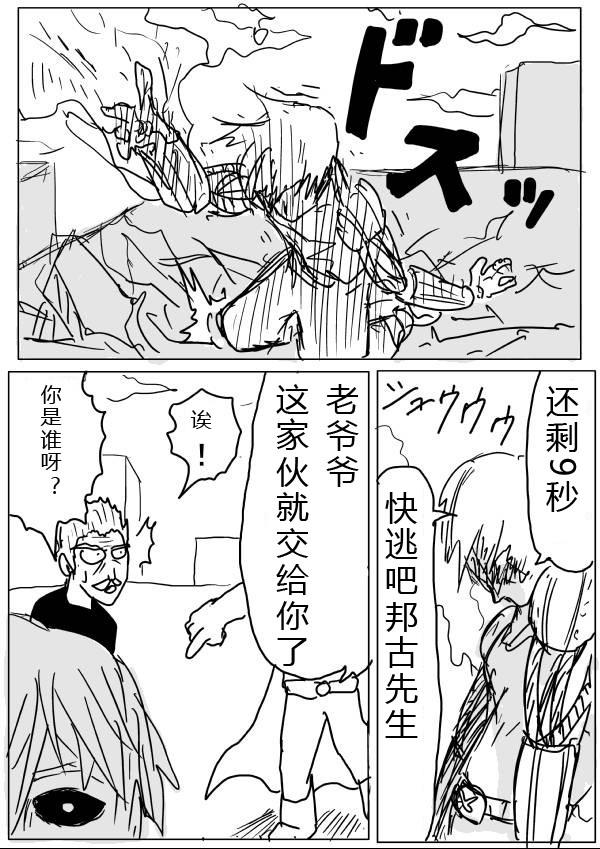 ドスッ
还剩9秒
シュウウゥ
快逃吧邦古先生
老爷爷
这家伙就交给你了
诶！
你是谁呀？